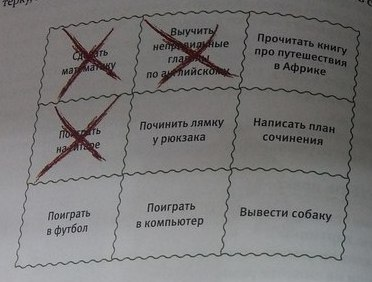 Сделать
математику
Выучить
неправильные
глаголы
по английскому
Прочитать книгу
про путешествия
в Африке
Поиграть
на гитаре
Починить лямку
у рюкзака
Написать план
сочинения
Поиграть
в футбол
Поиграть
в компьютер
Вывести собаку